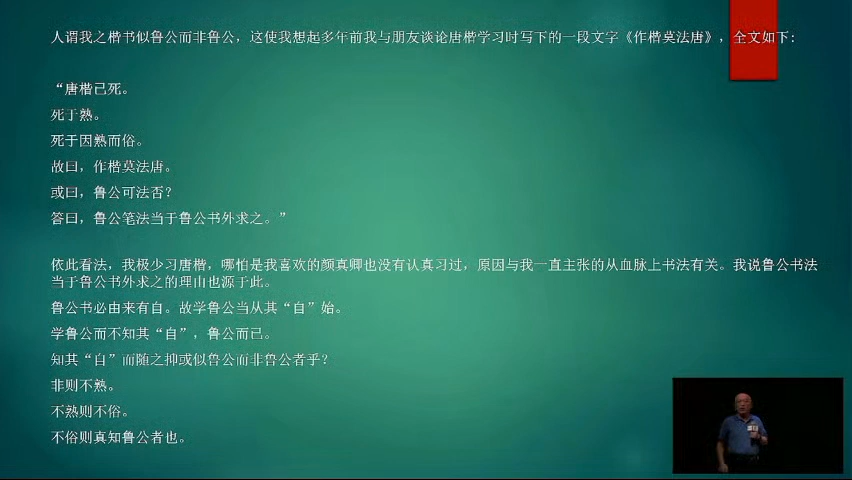 人谓我之楷书似鲁公而非鲁公，这使我想起多年前我与朋友谈论唐楷学习时写下的一段文字《作楷莫法唐》，全文如下:
“唐楷已死。
死于熟。
死于因熟而俗。
故曰，作楷莫法唐。
或曰，鲁公可法否？
答曰，鲁公笔法当于鲁公书外求之。”
依此看法，我极少习唐楷，哪怕是我喜欢的颜真卿也没有认真习过，原因与我一直主张的从血脉上书法有关。我说鲁公书法
当于鲁公书外求之的理由也源于此。
鲁公书必由来有自。故学鲁公当从其“自”始。
学鲁公而不知其“自”，鲁公而已。
知其“自”而随之抑或似鲁公而非鲁公者乎？
非则不熟。
不熟则不俗。
不俗则真知鲁公者也。